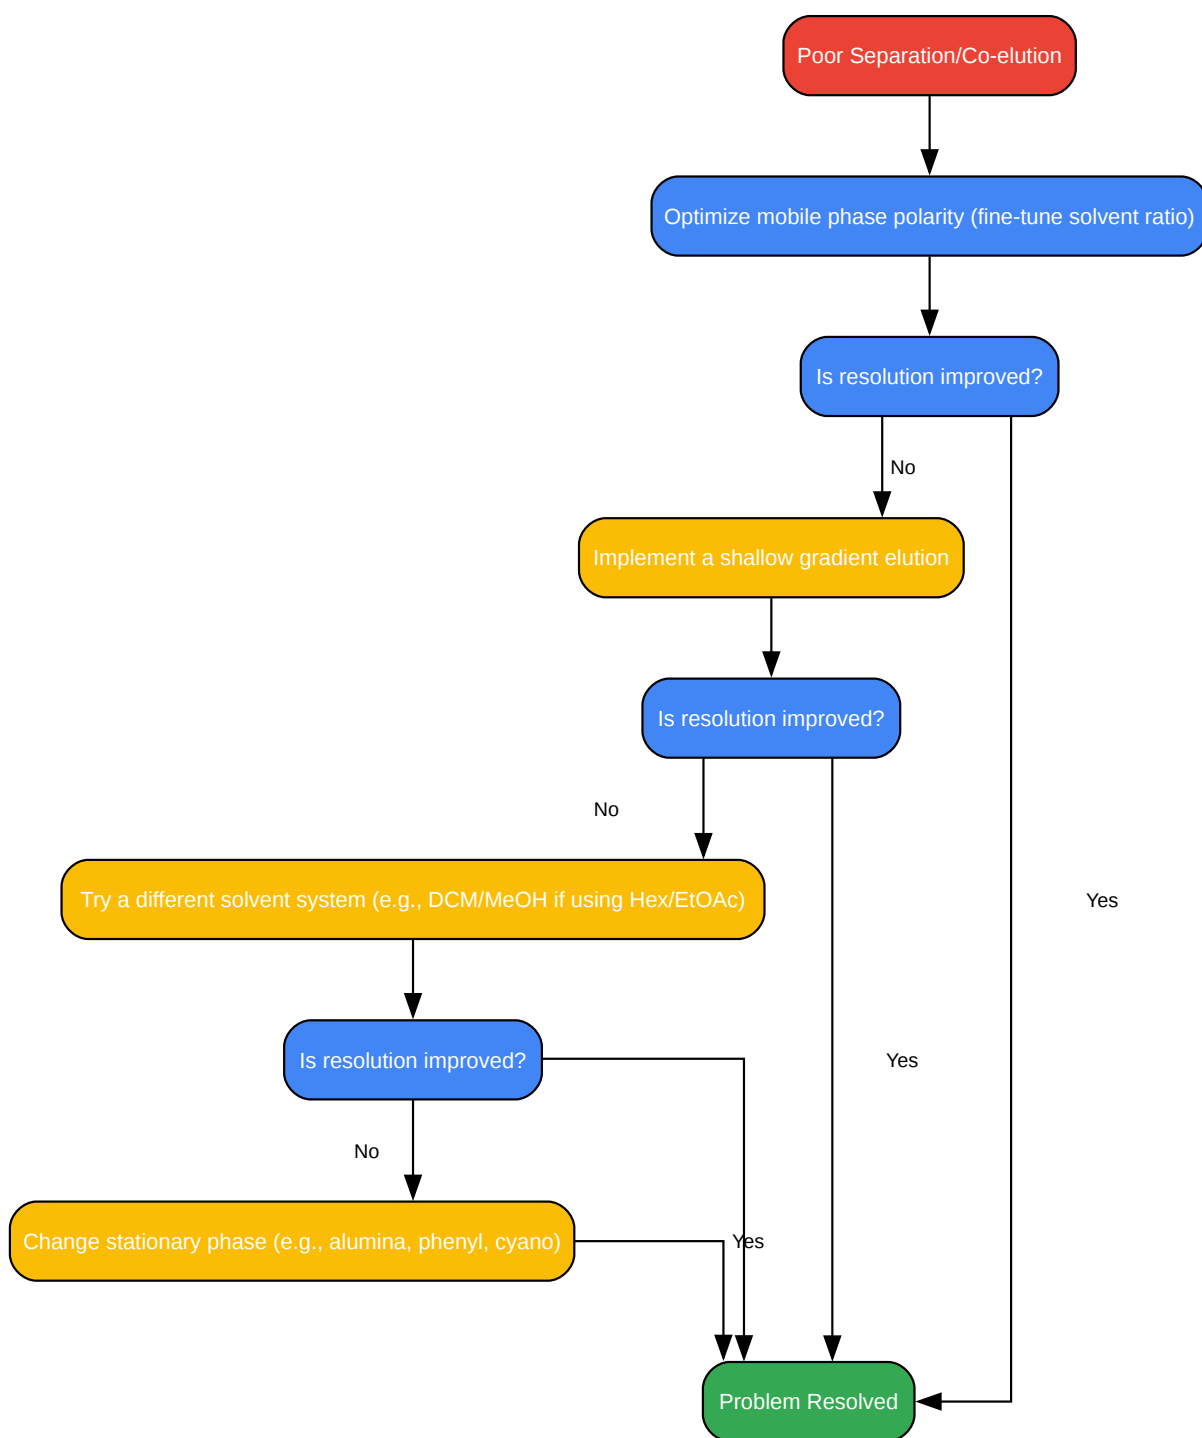 Poor Separation/Co-elution
Optimize mobile phase polarity (fine-tune solvent ratio)
Is resolution improved?
No
Implement a shallow gradient elution
Is resolution improved?
No
Try a different solvent system (e.g., DCM/MeOH if using Hex/EtOAc)
Yes
Is resolution improved?
Yes
No
Change stationary phase (e.g., alumina, phenyl, cyano)
Yes
Problem Resolved